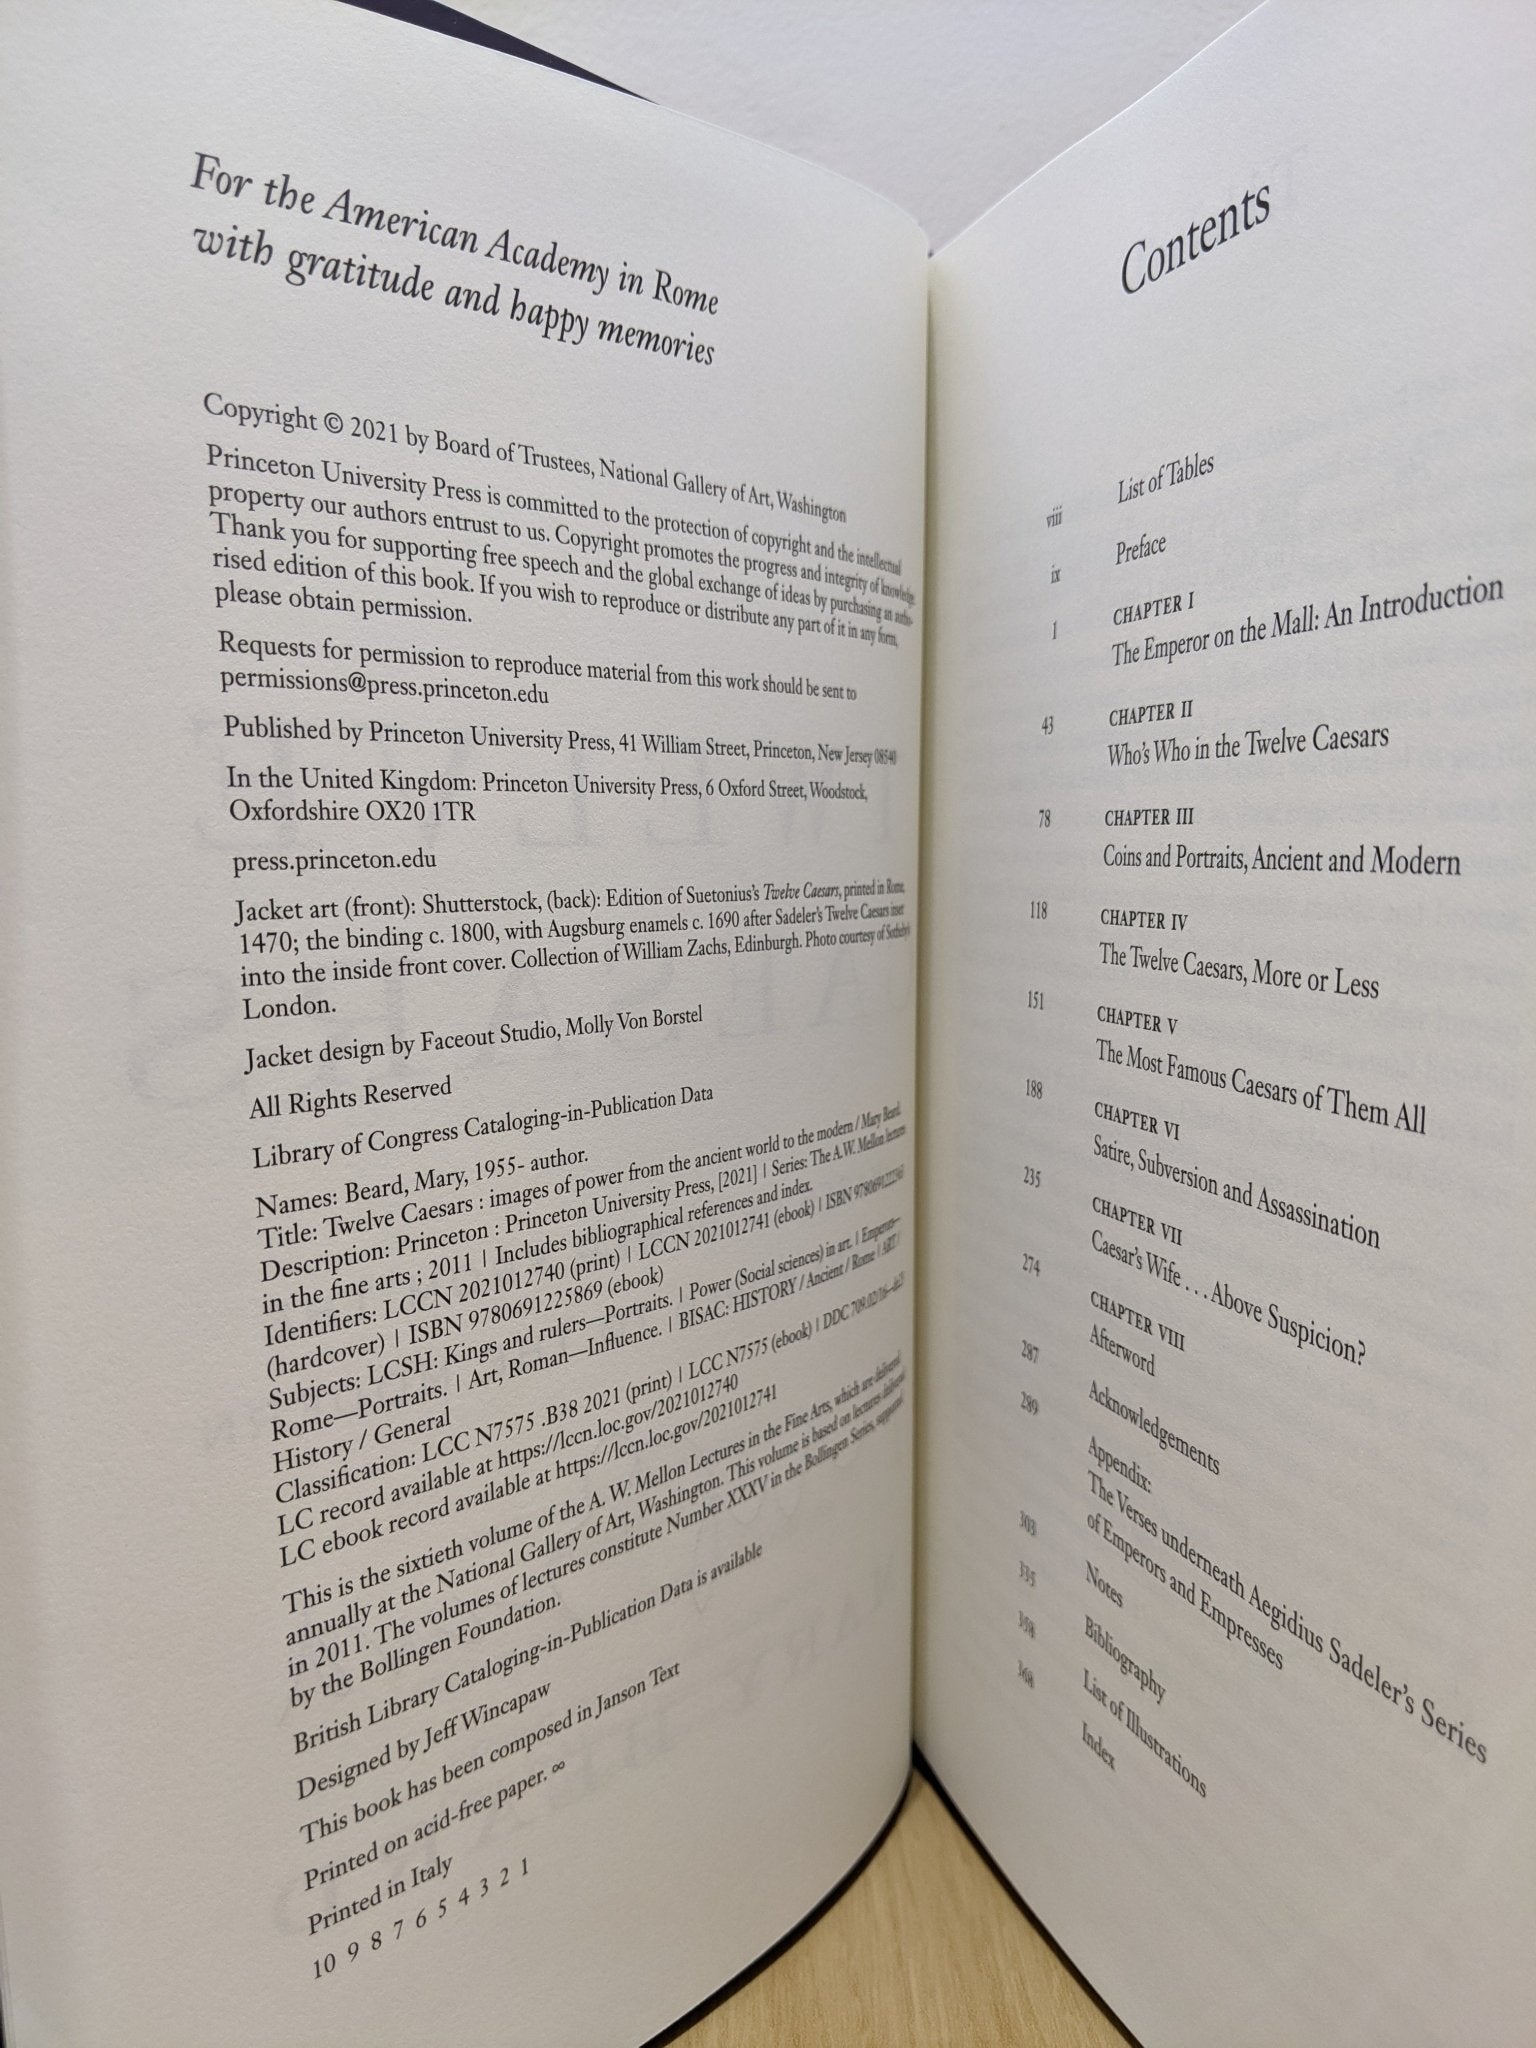 For the American Academy in Rome
with gratitude and happy memories
Copyright © 2021 by Board of Trustees, National Gallery of Art, Washington
Princeton University Press is committed to the protection of copyright and the intellectual
property our authors entrust to us. Copyright promotes the progress and integrity of knowledge.
Thank you for supporting free speech and the global exchange of ideas by purchasing an autho-
rised edition of this book. If you wish to reproduce or distribute any part of it in any form,
please obtain permission.
Requests for permission to reproduce material from this work should be sent to
permissions@press.princeton.edu
Published by Princeton University Press, 41 William Street, Princeton, New Jersey 08540
In the United Kingdom: Princeton University Press, 6 Oxford Street, Woodstock,
Oxfordshire OX20 1TR
press.princeton.edu
Jacket art (front): Shutterstock, (back): Edition of Suetonius's Twelve Caesars, printed in Rome,
1470; the binding c. 1800, with Augsburg enamels c. 1690 after Sadeler's Twelve Caesars inset
into the inside front cover. Collection of William Zachs, Edinburgh. Photo courtesy of Sotheby's
London.
Jacket design by Faceout Studio, Molly Von Borstel
All Rights Reserved
Library of Congress Cataloging-in-Publication Data
Names: Beard, Mary, 1955- author.
Title: Twelve Caesars : images of power from the ancient world to the modern / Mary Beard.
Description: Princeton : Princeton University Press, [2021] | Series: The A.W. Mellon lectures
in the fine arts ; 2011 | Includes bibliographical references and index.
Identifiers: LCCN 2021012740 (print) | LCCN 2021012741 (ebook) | ISBN
(hardcover) | ISBN 9780691225869 (ebook)
Subjects: LCSH: Kings and rulers—Portraits. | Power (Social sciences) in art. | Emperors—
Rome—Portraits. | Art, Roman—Influence. | BISAC: HISTORY / Ancient / Rome | ART /
History / General
Classification: LCC N7575 .B38 2021 (print) | LCC N7575 (ebook) | DDC
LC record available at https://lccn.loc.gov/2021012740
LC ebook record available at https://lccn.loc.gov/2021012741
This is the sixtieth volume of the A. W. Mellon Lectures in the Fine Arts, which are delivered
annually at the National Gallery of Art, Washington. This volume is based on lectures delivered
in 2011. The volumes of lectures constitute Number XXXV in the Bollingen Series, supported
by the Bollingen Foundation.
British Library Cataloging-in-Publication Data is available
Designed by Jeff Wincapaw
This book has been composed in Janson Text
Printed on acid-free paper. ∞
Printed in Italy
10 9 8 7 6 5 4 3 2 1
Contents
viii List of Tables
ix Preface
1 CHAPTER I
The Emperor on the Mall: An Introduction
43 CHAPTER II
Who's Who in the Twelve Caesars
78 CHAPTER III
Coins and Portraits, Ancient and Modern
118 CHAPTER IV
The Twelve Caesars, More or Less
151 CHAPTER V
The Most Famous Caesars of Them All
188 CHAPTER VI
Satire, Subversion and Assassination
235 CHAPTER VII
Caesar's Wife . . . Above Suspicion?
274 CHAPTER VIII
Afterword
287 Acknowledgements
289 Appendix:
The Verses underneath Aegidius Sadeler's Series
of Emperors and Empresses
303 Notes
335 Bibliography
358 List of Illustrations
368 Index